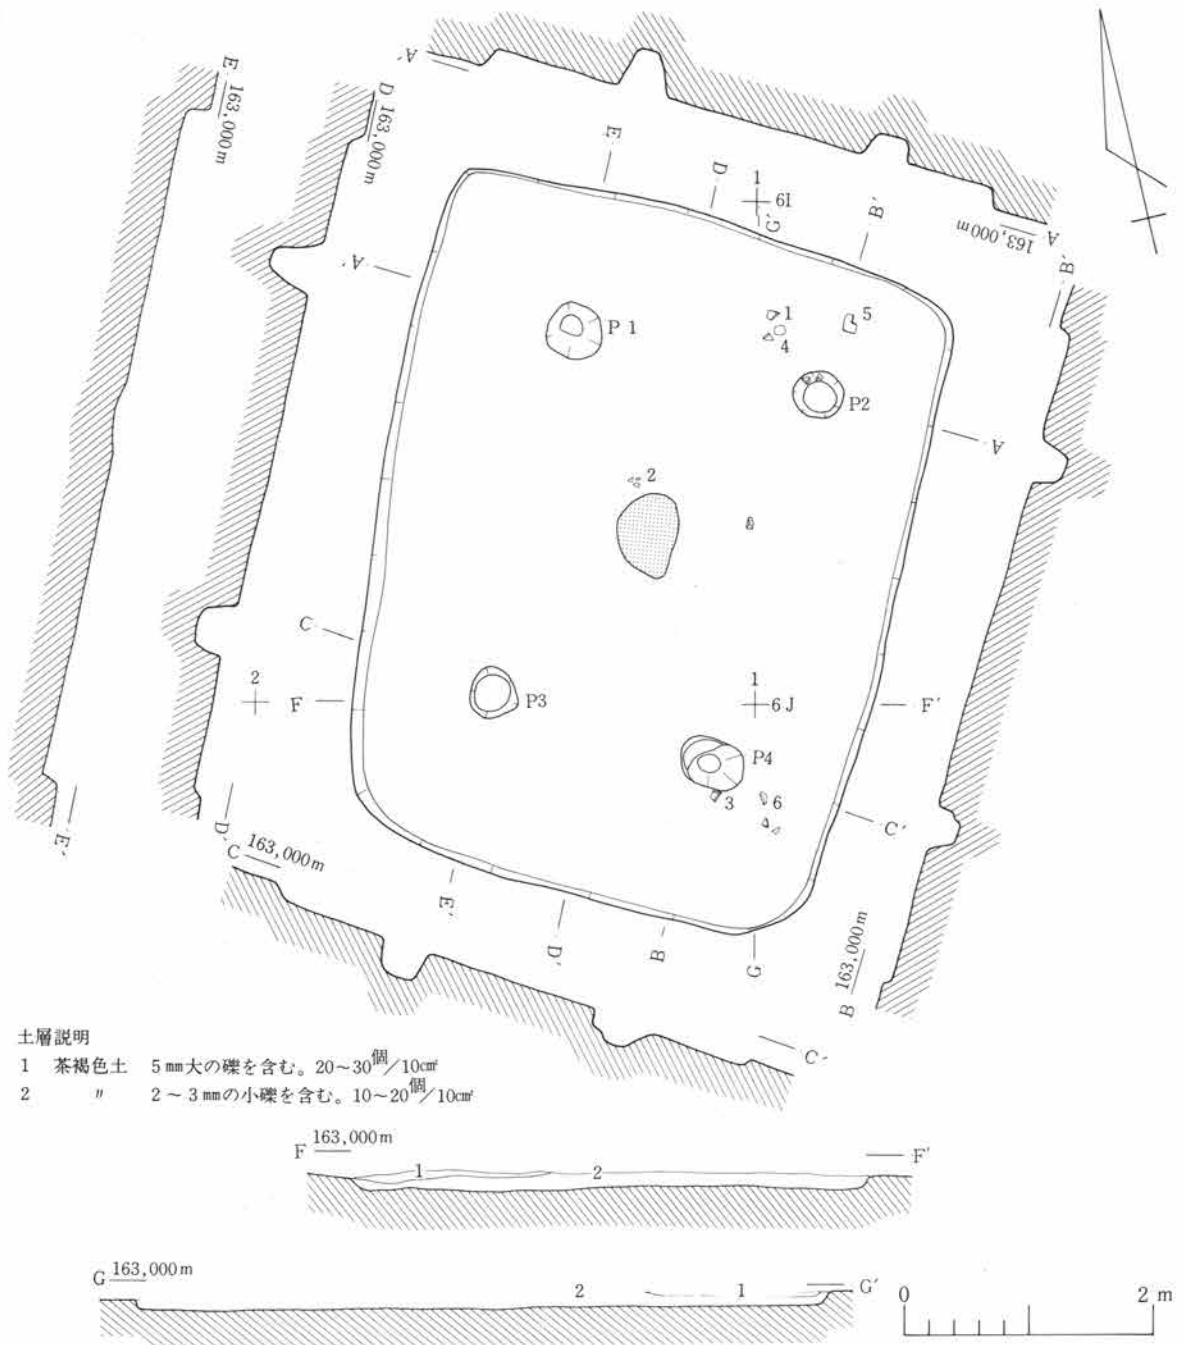 E 163,000m
D 163,000m
A′
A 163,000m
B′
E
D
1
6I
G′
B′
A′
P 1
1
4
5
P2
A
2
C
2
F
P3
1
6 J
F′
P4
3
6
C′
E′
D′
C 163,000m
E′
D′
B
G
B 163,000m
C′
土層説明
1 茶褐色土 5㎜大の礫を含む。20~30個/10㎠
2 〃 2~3㎜の小礫を含む。10~20個/10㎠
F 163,000m
1
2
F′
G 163,000m
2
1
G′
0 2 m